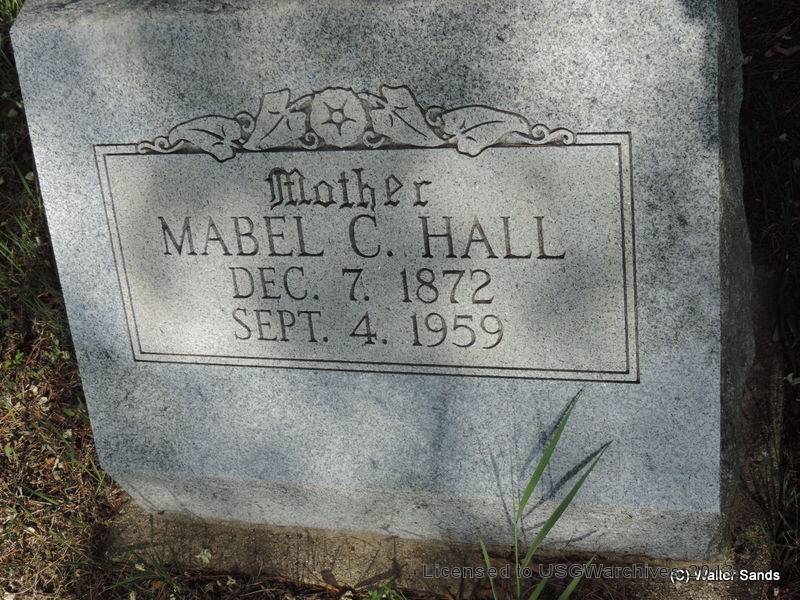 Mother
MABEL C. HALL
DEC. 7. 1872
SEPT. 4. 1959
Licensed to USGWarchives
(C) Walter Sands